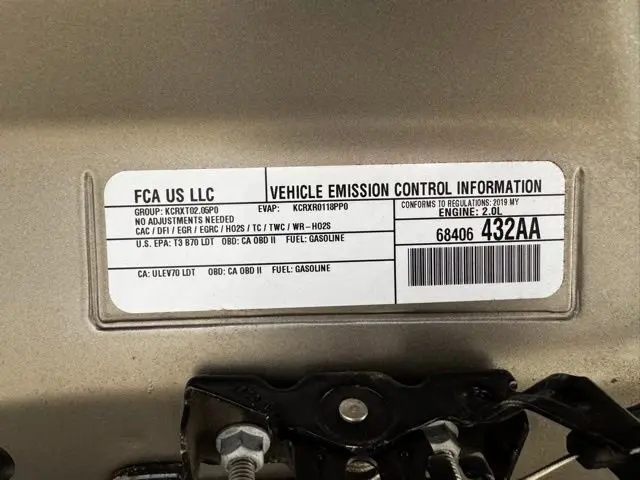 FCA US LLC
VEHICLE EMISSION CONTROL INFORMATION
GROUP: KCRXT02.05P0 EVAP: KCRXR0118PP0
NO ADJUSTMENTS NEEDED
CAC / DFI / EGR / EGRC / HO2S / TC / TWC / WR-HO2S
U.S. EPA: T3 B70 LDT OBD: CA OBD II FUEL: GASOLINE
CA: ULEV70 LDT OBD: CA OBD II FUEL: GASOLINE
CONFORMS TO REGULATIONS: 2019 MY
ENGINE: 2.0L
68406 432AA